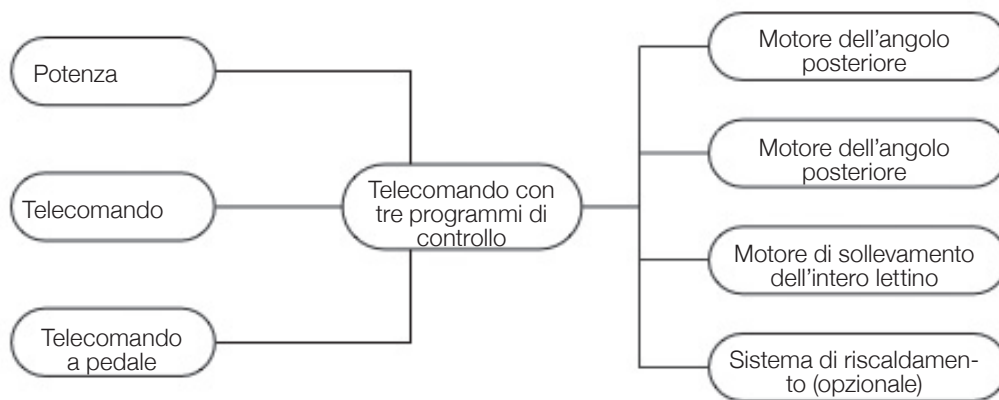 Potenza
Telecomando
Telecomando
a pedale
Telecomando con
tre programmi di
controllo
Motore dell'angolo
posteriore
Motore dell'angolo
posteriore
Motore di sollevamento
dell'intero lettino
Sistema di riscaldamen-
to (opzionale)